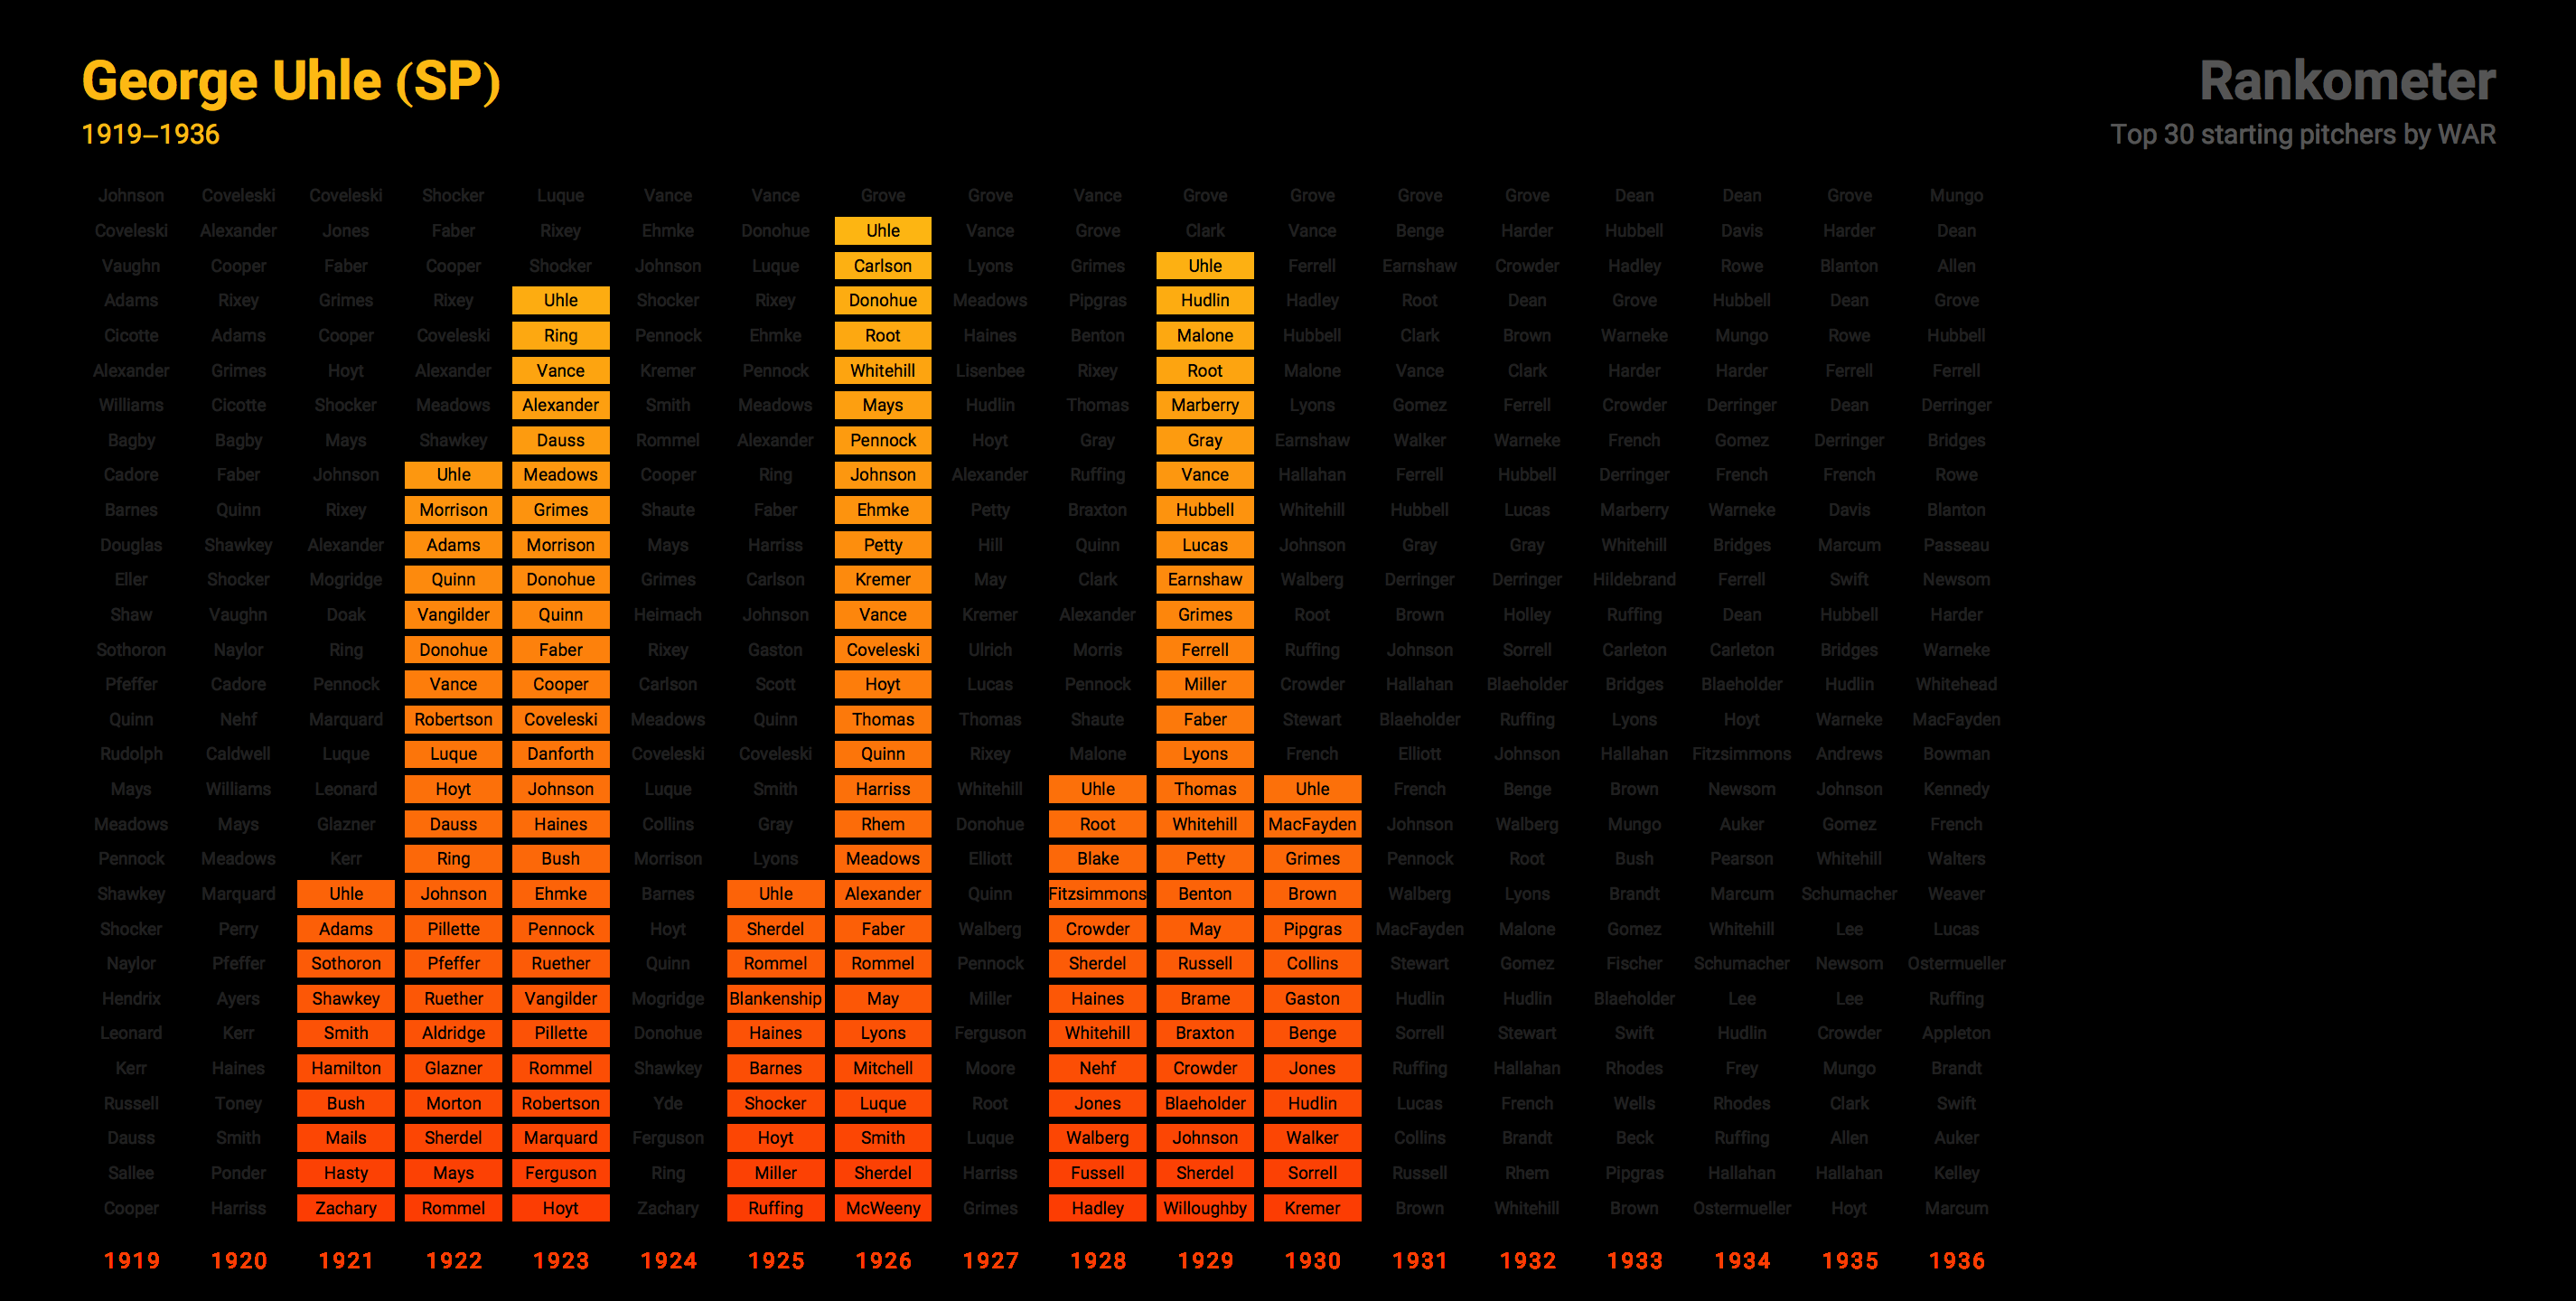 George Uhle (SP)
Rankometer
1919–1936
Top 30 starting pitchers by WAR
Johnson Coveleski Coveleski Shocker Luque Vance Vance Grove Grove Vance Grove Grove Grove Grove Dean Dean Grove Mungo
Coveleski Alexander Jones Faber Rixey Ehmke Donohue Uhle Vance Grove Clark Vance Benge Harder Hubbell Davis Harder Dean
Vaughn Cooper Faber Cooper Shocker Johnson Luque Carlson Lyons Grimes Uhle Ferrell Earnshaw Crowder Hadley Rowe Blanton Allen
Adams Rixey Grimes Rixey Uhle Shocker Rixey Donohue Meadows Pipgras Hudlin Hadley Root Dean Grove Hubbell Dean Grove
Cicotte Adams Cooper Coveleski Ring Pennock Ehmke Root Haines Benton Malone Hubbell Clark Brown Warneke Mungo Rowe Hubbell
Alexander Grimes Hoyt Alexander Vance Kremer Pennock Whitehill Lisenbee Rixey Root Malone Vance Clark Harder Harder Ferrell Ferrell
Williams Cicotte Shocker Meadows Alexander Smith Meadows Mays Hudlin Thomas Marberry Lyons Gomez Ferrell Crowder Derringer Dean Derringer
Bagby Bagby Mays Shawkey Dauss Rommel Alexander Pennock Hoyt Gray Gray Earnshaw Walker Warneke French Gomez Derringer Bridges
Cadore Faber Johnson Uhle Meadows Cooper Ring Johnson Alexander Ruffing Vance Hallahan Ferrell Hubbell Derringer French French Rowe
Barnes Quinn Rixey Morrison Grimes Shaute Faber Ehmke Petty Braxton Hubbell Whitehill Hubbell Lucas Marberry Warneke Davis Blanton
Douglas Shawkey Alexander Adams Morrison Mays Harriss Petty Hill Quinn Lucas Johnson Gray Gray Whitehill Bridges Marcum Passeau
Eller Shocker Mogridge Quinn Donohue Grimes Carlson Kremer May Clark Earnshaw Walberg Derringer Derringer Hildebrand Ferrell Swift Newsom
Shaw Vaughn Doak Vangilder Quinn Heimach Johnson Vance Kremer Alexander Grimes Root Brown Holley Ruffing Dean Hubbell Harder
Sothoron Naylor Ring Donohue Faber Rixey Gaston Coveleski Ulrich Morris Ferrell Ruffing Johnson Sorrell Carleton Carleton Bridges Warneke
Pfeffer Cadore Pennock Vance Cooper Carlson Scott Hoyt Lucas Pennock Miller Crowder Hallahan Blaeholder Bridges Blaeholder Hudlin Whitehead
Quinn Nehf Marquard Robertson Coveleski Meadows Quinn Thomas Thomas Shaute Faber Stewart Blaeholder Ruffing Lyons Hoyt Warneke MacFayden
Rudolph Caldwell Luque Luque Danforth Coveleski Coveleski Quinn Rixey Malone Lyons French Elliott Johnson Hallahan Fitzsimmons Andrews Bowman
Mays Williams Leonard Hoyt Johnson Luque Smith Harriss Whitehill Uhle Thomas Uhle French Benge Brown Newsom Johnson Kennedy
Meadows Mays Glazner Dauss Haines Collins Gray Rhem Donohue Root Whitehill MacFayden Johnson Walberg Mungo Auker Gomez French
Pennock Meadows Kerr Ring Bush Morrison Lyons Meadows Elliott Blake Petty Grimes Pennock Root Bush Pearson Whitehill Walters
Shawkey Marquard Uhle Johnson Ehmke Barnes Uhle Alexander Quinn Fitzsimmons Benton Brown Walberg Lyons Brandt Marcum Schumacher Weaver
Shocker Perry Adams Pillette Pennock Hoyt Sherdel Faber Walberg Crowder May Pipgras MacFayden Malone Gomez Whitehill Lee Lucas
Naylor Pfeffer Sothoron Pfeffer Ruether Quinn Rommel Rommel Pennock Sherdel Russell Collins Stewart Gomez Fischer Schumacher Newsom Ostermueller
Hendrix Ayers Shawkey Ruether Vangilder Mogridge Blankenship May Miller Haines Brame Gaston Hudlin Hudlin Blaeholder Lee Lee Ruffing
Leonard Kerr Smith Aldridge Pillette Donohue Haines Lyons Ferguson Whitehill Braxton Benge Sorrell Stewart Swift Hudlin Crowder Appleton
Kerr Haines Hamilton Glazner Rommel Shawkey Barnes Mitchell Moore Nehf Crowder Jones Ruffing Hallahan Rhodes Frey Mungo Brandt
Russell Toney Bush Morton Robertson Yde Shocker Luque Root Jones Blaeholder Hudlin Lucas French Wells Rhodes Clark Swift
Dauss Smith Mails Sherdel Marquard Ferguson Hoyt Smith Luque Walberg Johnson Walker Collins Brandt Beck Ruffing Allen Auker
Sallee Ponder Hasty Mays Ferguson Ring Miller Sherdel Harriss Fussell Sherdel Sorrell Russell Rhem Pipgras Hallahan Hallahan Kelley
Cooper Harriss Zachary Rommel Hoyt Zachary Ruffing McWeeny Grimes Hadley Willoughby Kremer Brown Whitehill Brown Ostermueller Hoyt Marcum
1919 1920 1921 1922 1923 1924 1925 1926 1927 1928 1929 1930 1931 1932 1933 1934 1935 1936